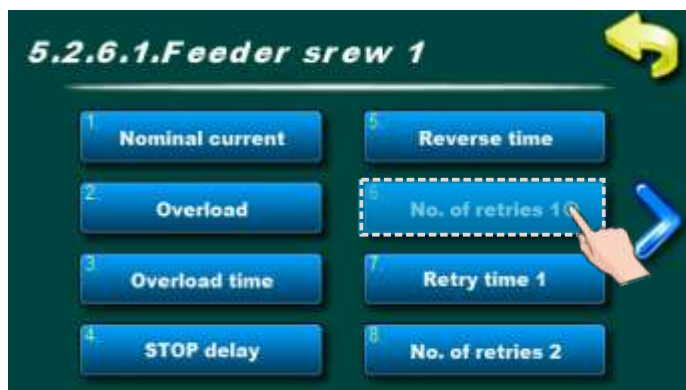 5.2.6.1.Feeder srew 1
1. Nominal current
2. Overload
3. Overload time
4. STOP delay
5. Reverse time
6 No. of retries 1
7. Retry time 1
8 No. of retries 2